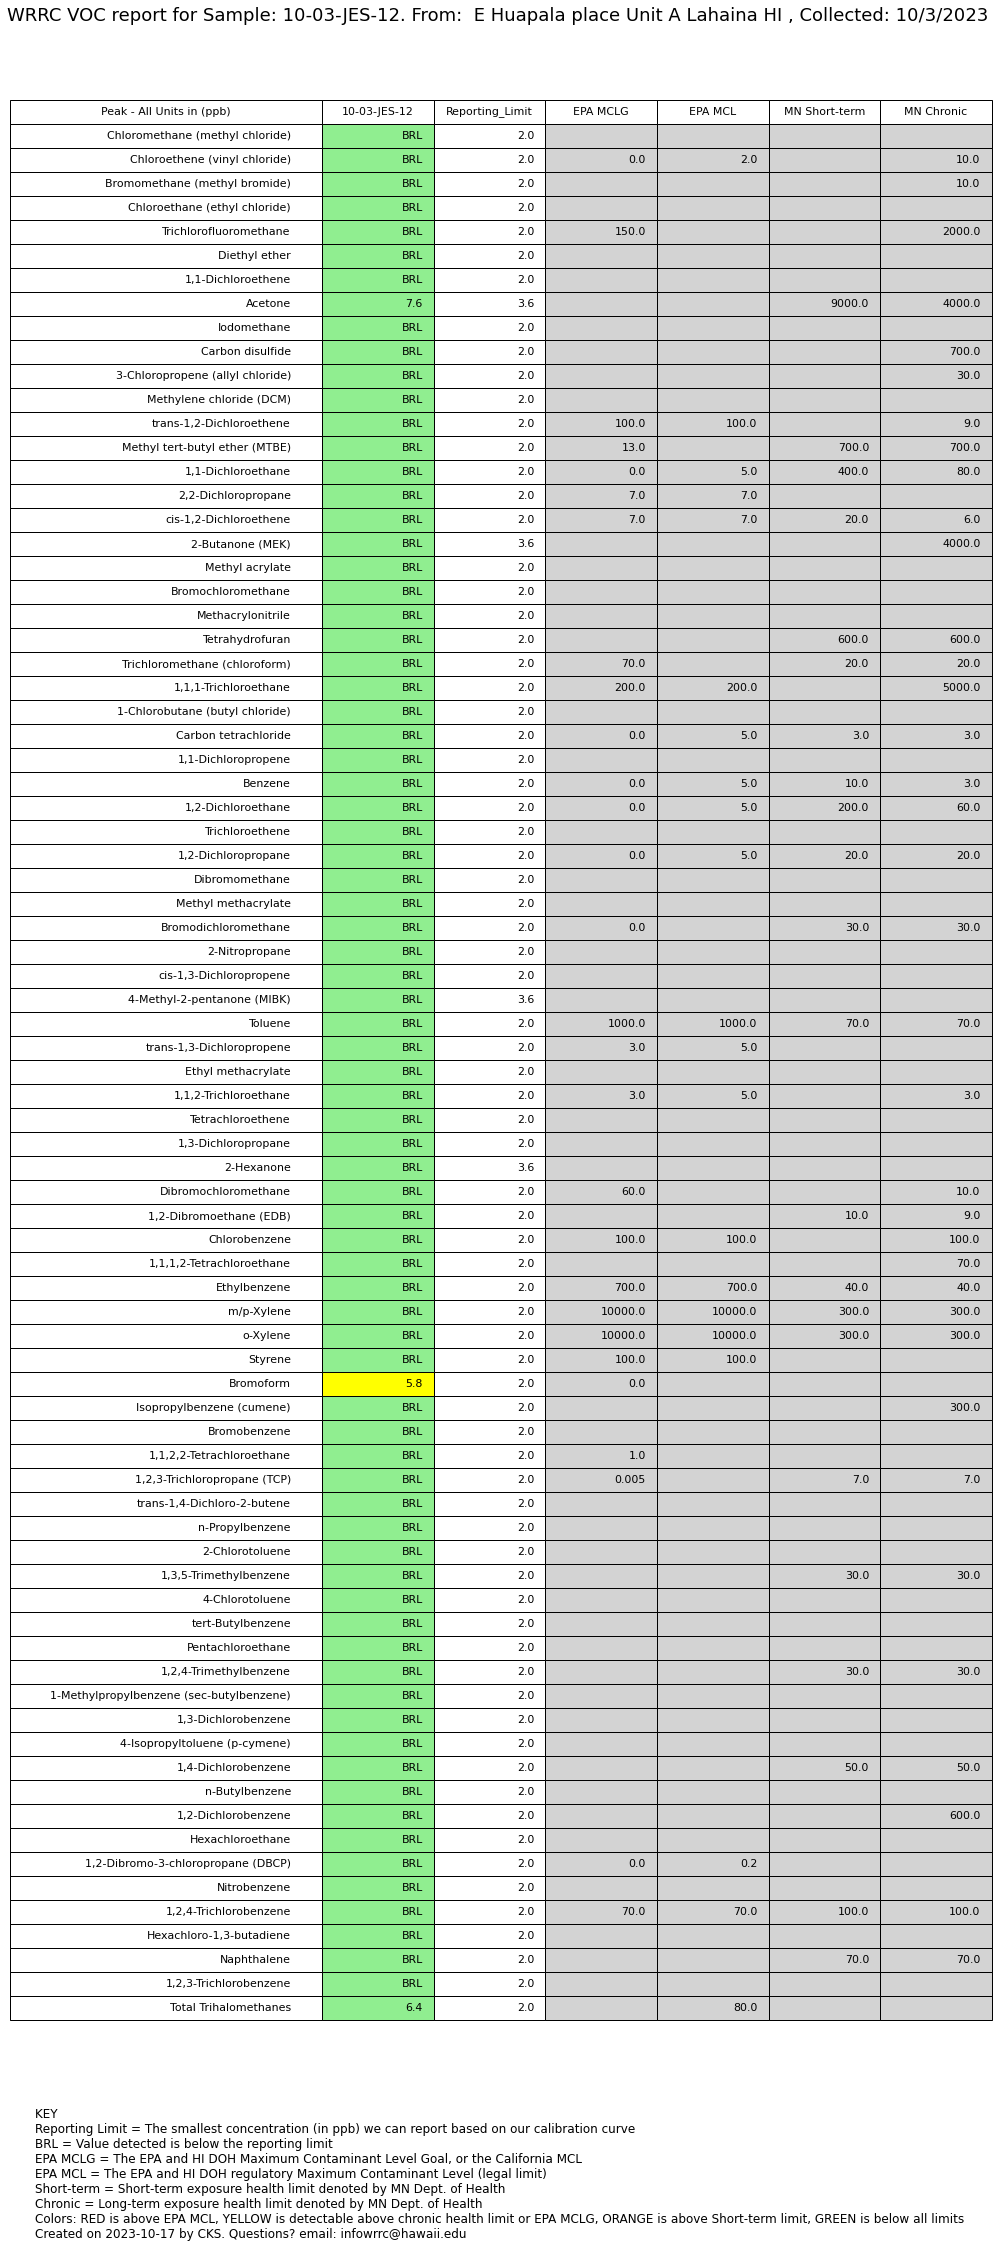 WRRC VOC report for Sample: 10-03-JES-12. From:  E Huapala place Unit A Lahaina HI , Collected: 10/3/2023
Peak - All Units in (ppb) 10-03-JES-12 Reporting_Limit EPA MCLG EPA MCL MN Short-term MN Chronic
Chloromethane (methyl chloride) BRL 2.0
Chloroethene (vinyl chloride) BRL 2.0 0.0 2.0 10.0
Bromomethane (methyl bromide) BRL 2.0 10.0
Chloroethane (ethyl chloride) BRL 2.0
Trichlorofluoromethane BRL 2.0 150.0 2000.0
Diethyl ether BRL 2.0
1,1-Dichloroethene BRL 2.0
Acetone 7.6 3.6 9000.0 4000.0
Iodomethane BRL 2.0
Carbon disulfide BRL 2.0 700.0
3-Chloropropene (allyl chloride) BRL 2.0 30.0
Methylene chloride (DCM) BRL 2.0
trans-1,2-Dichloroethene BRL 2.0 100.0 100.0 9.0
Methyl tert-butyl ether (MTBE) BRL 2.0 13.0 700.0 700.0
1,1-Dichloroethane BRL 2.0 0.0 5.0 400.0 80.0
2,2-Dichloropropane BRL 2.0 7.0 7.0
cis-1,2-Dichloroethene BRL 2.0 7.0 7.0 20.0 6.0
2-Butanone (MEK) BRL 3.6 4000.0
Methyl acrylate BRL 2.0
Bromochloromethane BRL 2.0
Methacrylonitrile BRL 2.0
Tetrahydrofuran BRL 2.0 600.0 600.0
Trichloromethane (chloroform) BRL 2.0 70.0 20.0 20.0
1,1,1-Trichloroethane BRL 2.0 200.0 200.0 5000.0
1-Chlorobutane (butyl chloride) BRL 2.0
Carbon tetrachloride BRL 2.0 0.0 5.0 3.0 3.0
1,1-Dichloropropene BRL 2.0
Benzene BRL 2.0 0.0 5.0 10.0 3.0
1,2-Dichloroethane BRL 2.0 0.0 5.0 200.0 60.0
Trichloroethene BRL 2.0
1,2-Dichloropropane BRL 2.0 0.0 5.0 20.0 20.0
Dibromomethane BRL 2.0
Methyl methacrylate BRL 2.0
Bromodichloromethane BRL 2.0 0.0 30.0 30.0
2-Nitropropane BRL 2.0
cis-1,3-Dichloropropene BRL 2.0
4-Methyl-2-pentanone (MIBK) BRL 3.6
Toluene BRL 2.0 1000.0 1000.0 70.0 70.0
trans-1,3-Dichloropropene BRL 2.0 3.0 5.0
Ethyl methacrylate BRL 2.0
1,1,2-Trichloroethane BRL 2.0 3.0 5.0 3.0
Tetrachloroethene BRL 2.0
1,3-Dichloropropane BRL 2.0
2-Hexanone BRL 3.6
Dibromochloromethane BRL 2.0 60.0 10.0
1,2-Dibromoethane (EDB) BRL 2.0 10.0 9.0
Chlorobenzene BRL 2.0 100.0 100.0 100.0
1,1,1,2-Tetrachloroethane BRL 2.0 70.0
Ethylbenzene BRL 2.0 700.0 700.0 40.0 40.0
m/p-Xylene BRL 2.0 10000.0 10000.0 300.0 300.0
o-Xylene BRL 2.0 10000.0 10000.0 300.0 300.0
Styrene BRL 2.0 100.0 100.0
Bromoform 5.8 2.0 0.0
Isopropylbenzene (cumene) BRL 2.0 300.0
Bromobenzene BRL 2.0
1,1,2,2-Tetrachloroethane BRL 2.0 1.0
1,2,3-Trichloropropane (TCP) BRL 2.0 0.005 7.0 7.0
trans-1,4-Dichloro-2-butene BRL 2.0
n-Propylbenzene BRL 2.0
2-Chlorotoluene BRL 2.0
1,3,5-Trimethylbenzene BRL 2.0 30.0 30.0
4-Chlorotoluene BRL 2.0
tert-Butylbenzene BRL 2.0
Pentachloroethane BRL 2.0
1,2,4-Trimethylbenzene BRL 2.0 30.0 30.0
1-Methylpropylbenzene (sec-butylbenzene) BRL 2.0
1,3-Dichlorobenzene BRL 2.0
4-Isopropyltoluene (p-cymene) BRL 2.0
1,4-Dichlorobenzene BRL 2.0 50.0 50.0
n-Butylbenzene BRL 2.0
1,2-Dichlorobenzene BRL 2.0 600.0
Hexachloroethane BRL 2.0
1,2-Dibromo-3-chloropropane (DBCP) BRL 2.0 0.0 0.2
Nitrobenzene BRL 2.0
1,2,4-Trichlorobenzene BRL 2.0 70.0 70.0 100.0 100.0
Hexachloro-1,3-butadiene BRL 2.0
Naphthalene BRL 2.0 70.0 70.0
1,2,3-Trichlorobenzene BRL 2.0
Total Trihalomethanes 6.4 2.0 80.0
KEY
Reporting Limit = The smallest concentration (in ppb) we can report based on our calibration curve
BRL = Value detected is below the reporting limit
EPA MCLG = The EPA and HI DOH Maximum Contaminant Level Goal, or the California MCL
EPA MCL = The EPA and HI DOH regulatory Maximum Contaminant Level (legal limit)
Short-term = Short-term exposure health limit denoted by MN Dept. of Health
Chronic = Long-term exposure health limit denoted by MN Dept. of Health
Colors: RED is above EPA MCL, YELLOW is detectable above chronic health limit or EPA MCLG, ORANGE is above Short-term limit, GREEN is below all limits
Created on 2023-10-17 by CKS. Questions? email: infowrrc@hawaii.edu